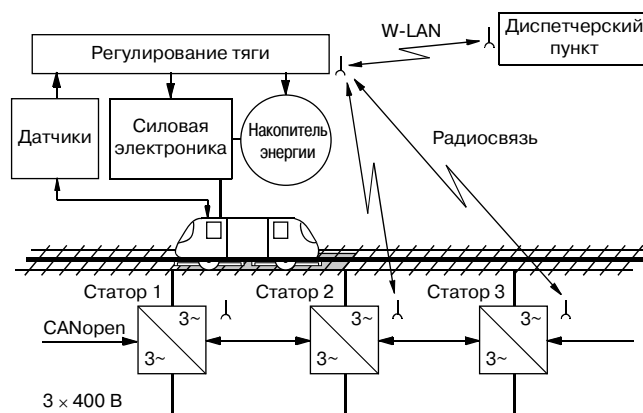 W-LAN
Диспетчерский
пункт
Регулирование тяги
Датчики
Силовая
электроника
Накопитель
энергии
Радиосвязь
Статор 1
Статор 2
Статор 3
3~
3~
3~
CANopen
3~
3~
3~
3 × 400 В